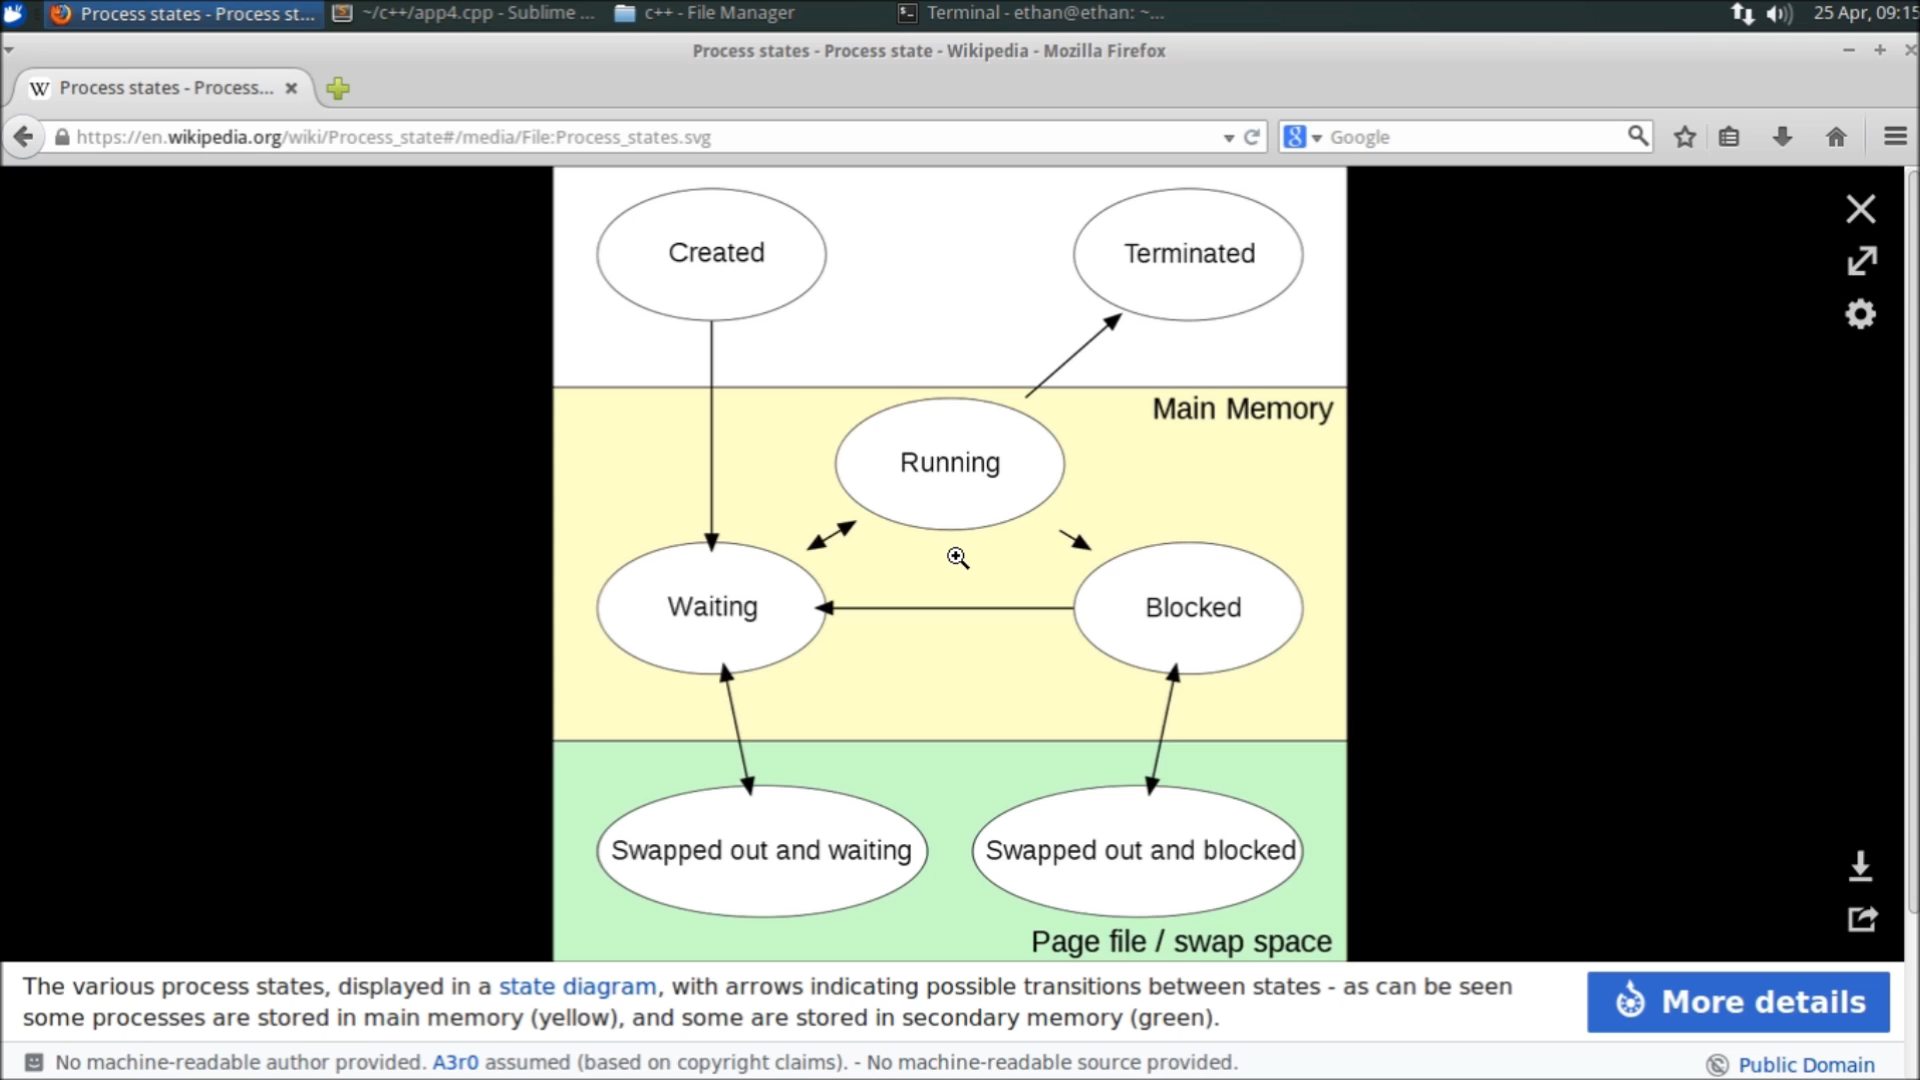 Process states - Process st...
~/c++/app4.cpp - Sublime ...
c++ - File Manager
Terminal - ethan@ethan: ~...
25 Apr, 09:15
Process states - Process state - Wikipedia - Mozilla Firefox
W Process states - Process...
https://en.wikipedia.org/wiki/Process_state#/media/File:Process_states.svg
8 Google
Created
Terminated
Main Memory
Running
Waiting
Blocked
Swapped out and waiting
Swapped out and blocked
Page file / swap space
The various process states, displayed in a state diagram, with arrows indicating possible transitions between states - as can be seen
some processes are stored in main memory (yellow), and some are stored in secondary memory (green).
More details
No machine-readable author provided. A3r0 assumed (based on copyright claims). - No machine-readable source provided.
Public Domain